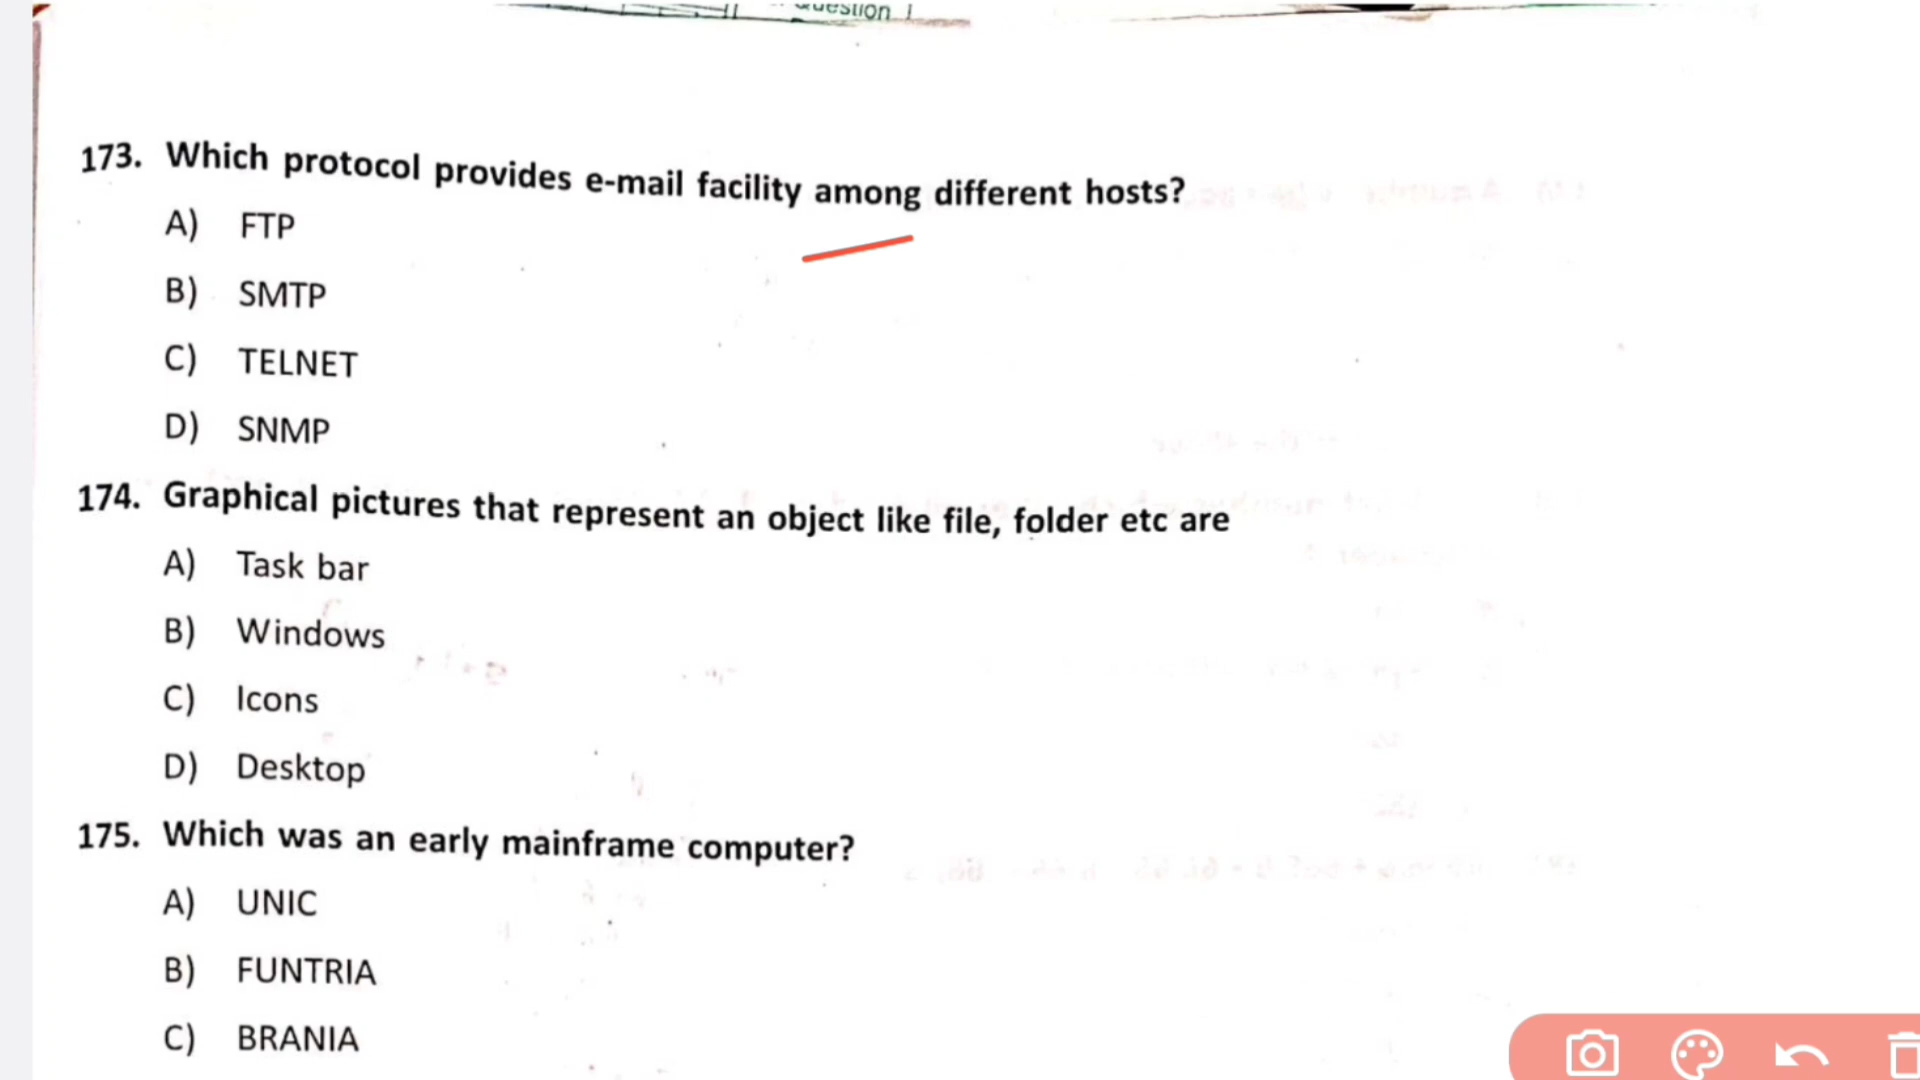 173. Which protocol provides e-mail facility among different hosts?
A) FTP
B) SMTP
C) TELNET
D) SNMP
174. Graphical pictures that represent an object like file, folder etc are
A) Task bar
B) Windows
C) Icons
D) Desktop
175. Which was an early mainframe computer?
A) UNIC
B) FUNTRIA
C) BRANIA